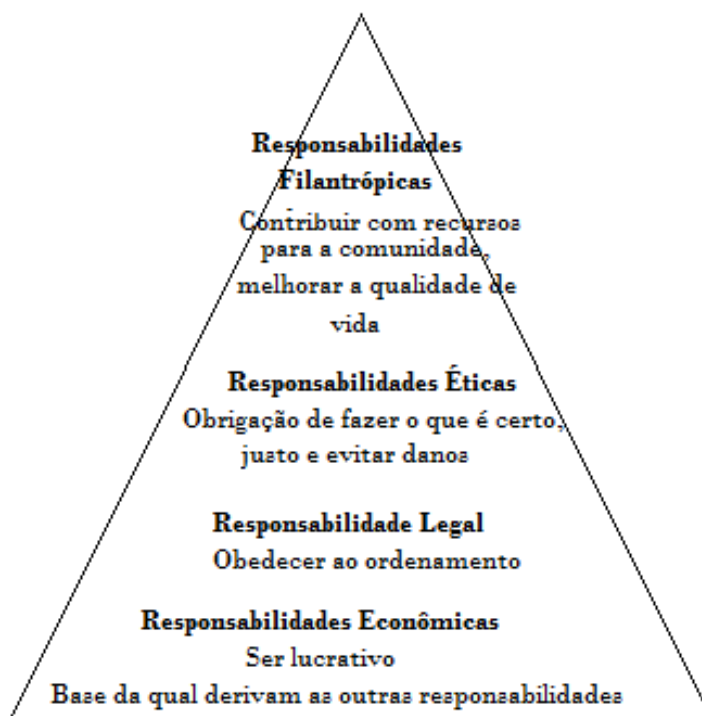 Responsabilidades
Filantrópicas
Contribuir com recursos
para a comunidade,
melhorar a qualidade de
vida
Responsabilidades Éticas
Obrigação de fazer o que é certo,
justo e evitar danos
Responsabilidade Legal
Obedecer ao ordenamento
Responsabilidades Econômicas
Ser lucrativo
Base da qual derivam as outras responsabilidades